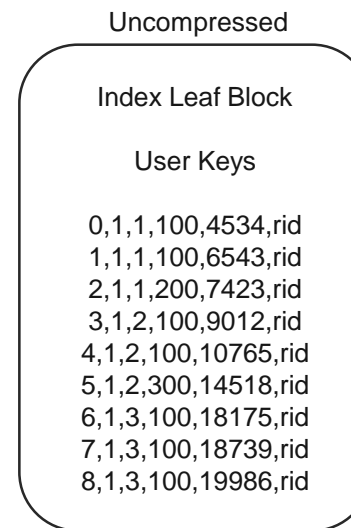 Uncompressed
Index Leaf Block
User Keys
0,1,1,100,4534,rid
1,1,1,100,6543,rid
2,1,1,200,7423,rid
3,1,2,100,9012,rid
4,1,2,100,10765,rid
5,1,2,300,14518,rid
6,1,3,100,18175,rid
7,1,3,100,18739,rid
8,1,3,100,19986,rid